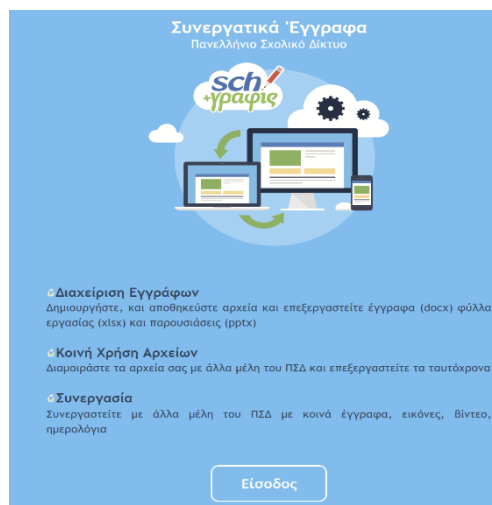 Συνεργατικά Έγγραφα
Πανελλήνιο Σχολικό Δίκτυο
sch
+γραφις
Διαχείριση Εγγράφων
Δημιουργήστε, και αποθηκεύστε αρχεία και επεξεργαστείτε έγγραφα (docx) φύλλα
εργασίας (xlsx) και παρουσιάσεις (pptx)
Κοινή Χρήση Αρχείων
Διαμοιράστε τα αρχεία σας με άλλα μέλη του ΠΣΔ και επεξεργαστείτε τα ταυτόχρονα
Συνεργασία
Συνεργαστείτε με άλλα μέλη του ΠΣΔ με κοινά έγγραφα, εικόνες, βίντεο,
ημερολόγια
Είσοδος